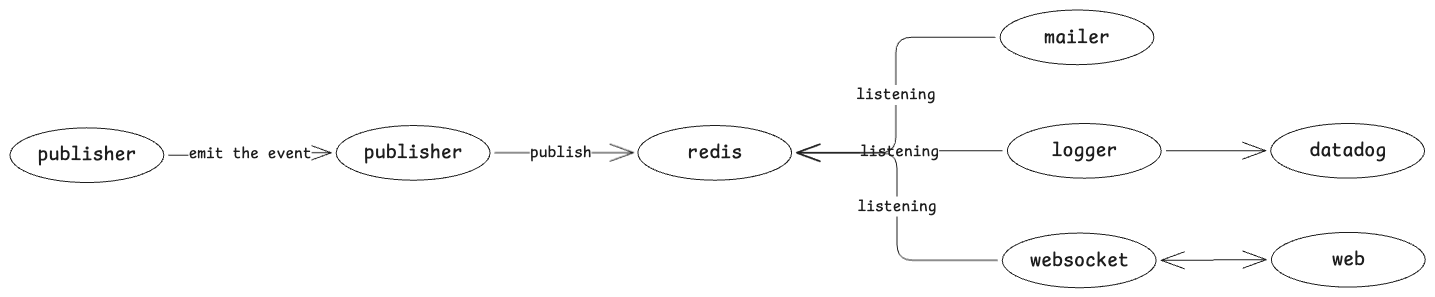 publisher
emit the event
publisher
publish
redis
listening
listening
listening
mailer
logger
datadog
websocket
web